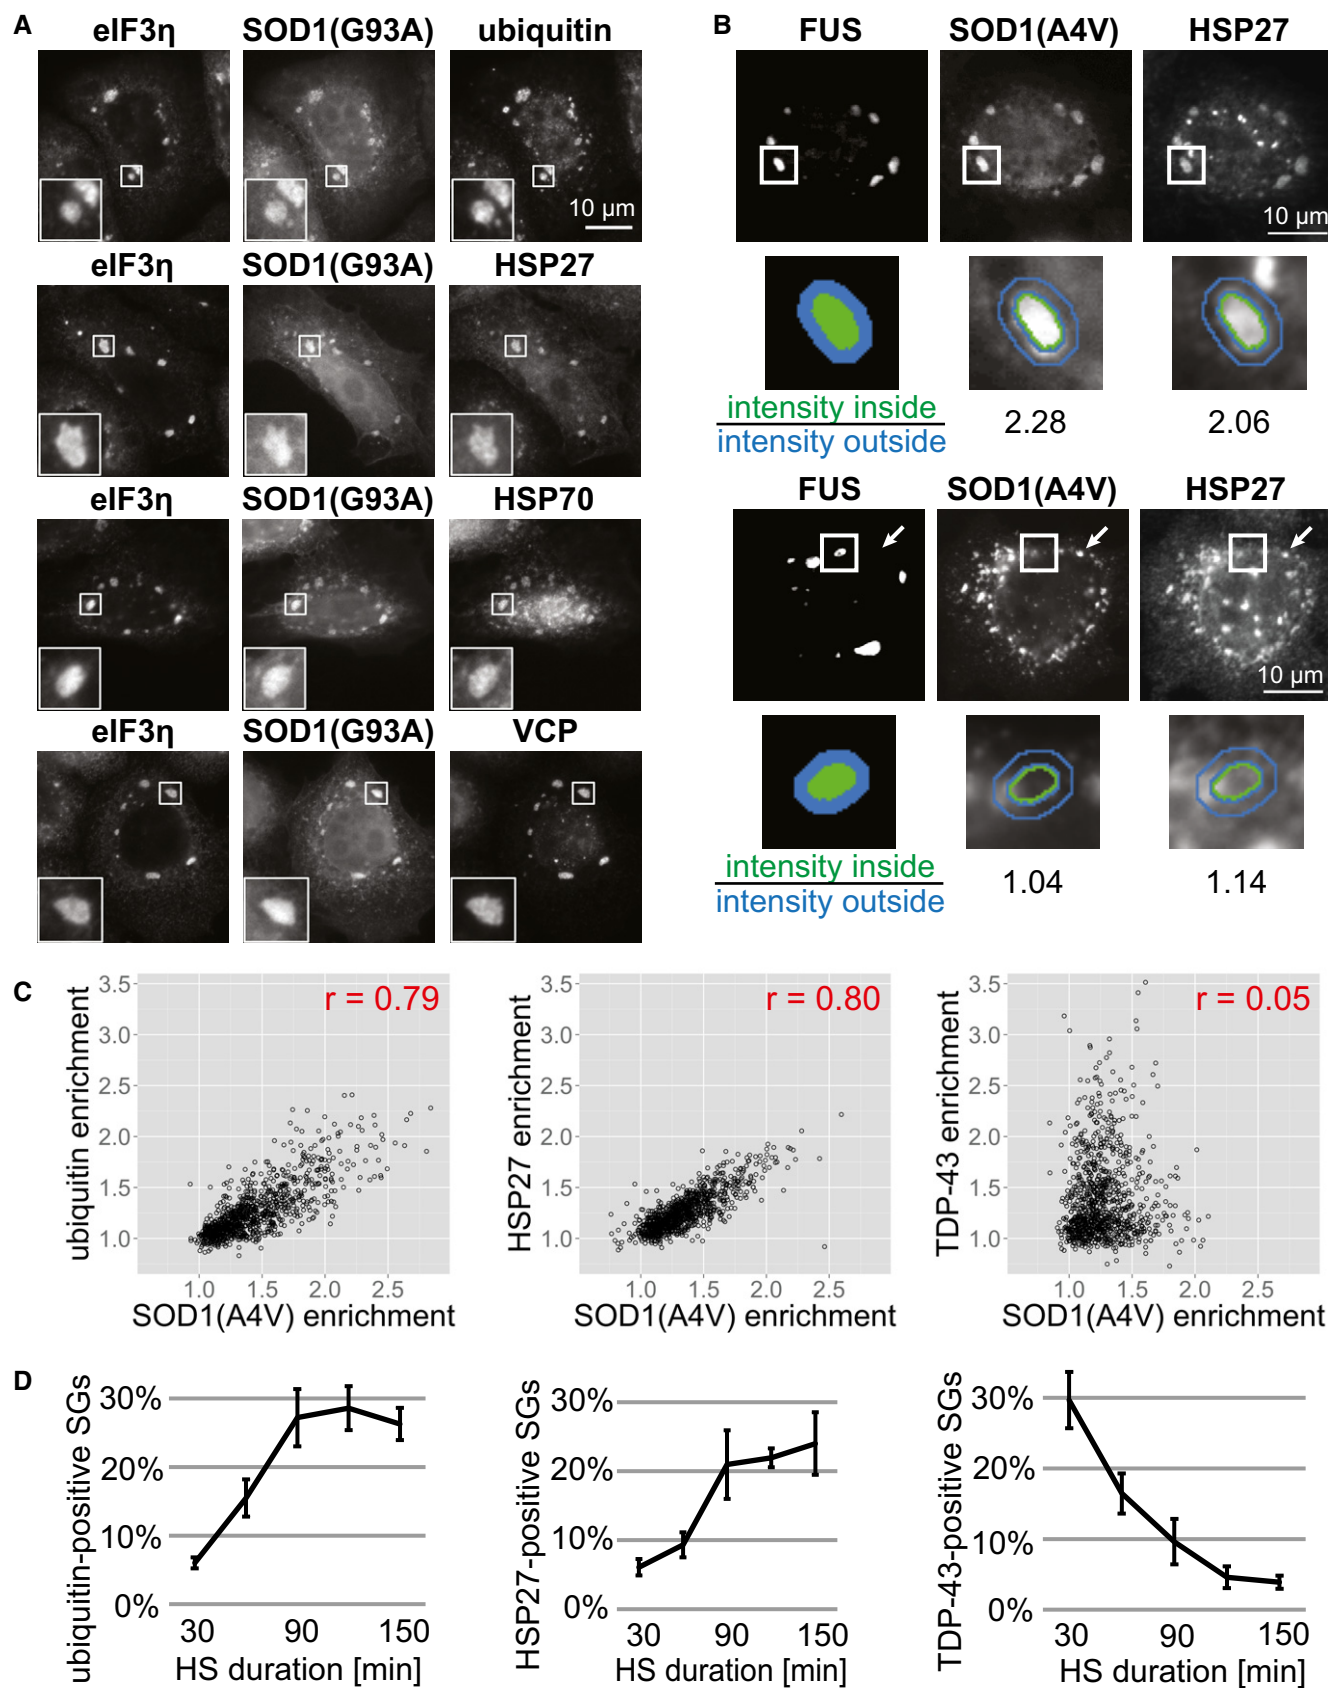 A
eIF3η SOD1(G93A) ubiquitin
10 µm
eIF3η SOD1(G93A) HSP27
eIF3η SOD1(G93A) HSP70
eIF3η SOD1(G93A) VCP
B
FUS SOD1(A4V) HSP27
10 µm
intensity inside
intensity outside
2.28 2.06
FUS SOD1(A4V) HSP27
10 µm
intensity inside
intensity outside
1.04 1.14
C
ubiquitin enrichment
3.5
3.0
2.5
2.0
1.5
1.0
r = 0.79
1.0 1.5 2.0 2.5
SOD1(A4V) enrichment
HSP27 enrichment
3.5
3.0
2.5
2.0
1.5
1.0
r = 0.80
1.0 1.5 2.0 2.5
SOD1(A4V) enrichment
TDP-43 enrichment
3.5
3.0
2.5
2.0
1.5
1.0
r = 0.05
1.0 1.5 2.0 2.5
SOD1(A4V) enrichment
D
ubiquitin-positive SGs
30%
20%
10%
0%
30 90 150
HS duration [min]
HSP27-positive SGs
30%
20%
10%
0%
30 90 150
HS duration [min]
TDP-43-positive SGs
30%
20%
10%
0%
30 90 150
HS duration [min]